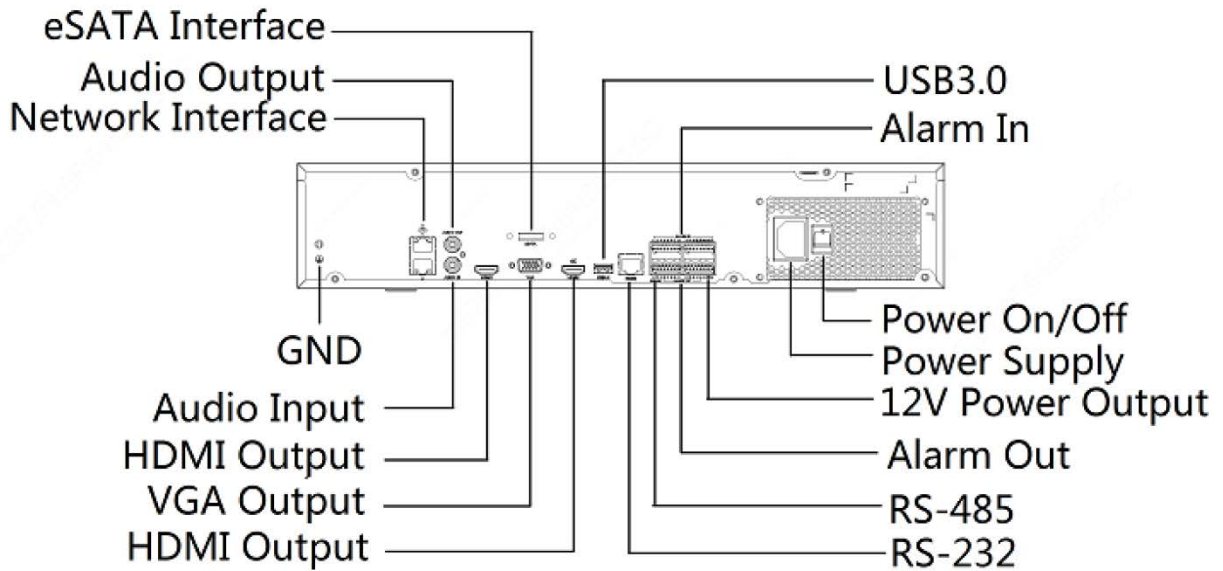 eSATA Interface
Audio Output
Network Interface
USB3.0
Alarm In
GND
Audio Input
HDMI Output
VGA Output
HDMI Output
Power On/Off
Power Supply
12V Power Output
Alarm Out
RS-485
RS-232